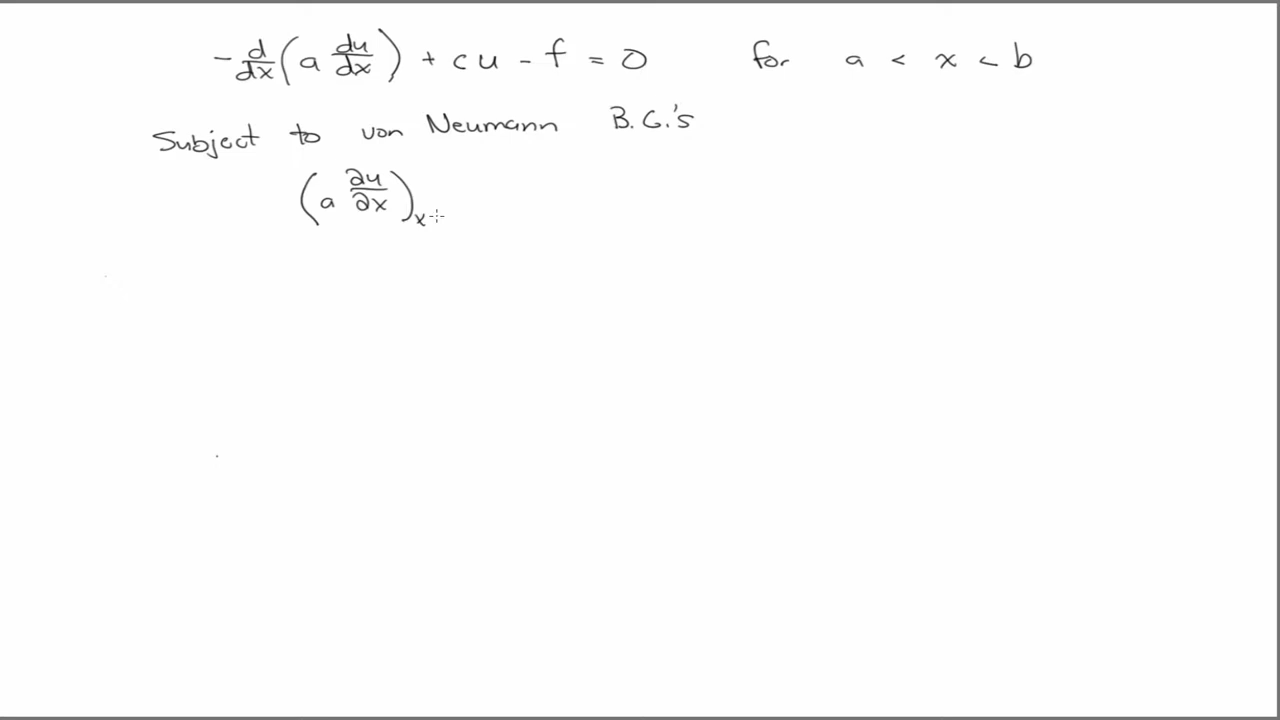 -d/dx(a du/dx) + cu - f = 0 for a < x < b
Subject to von Neumann B.C.'s
(a ∂u/∂x)x